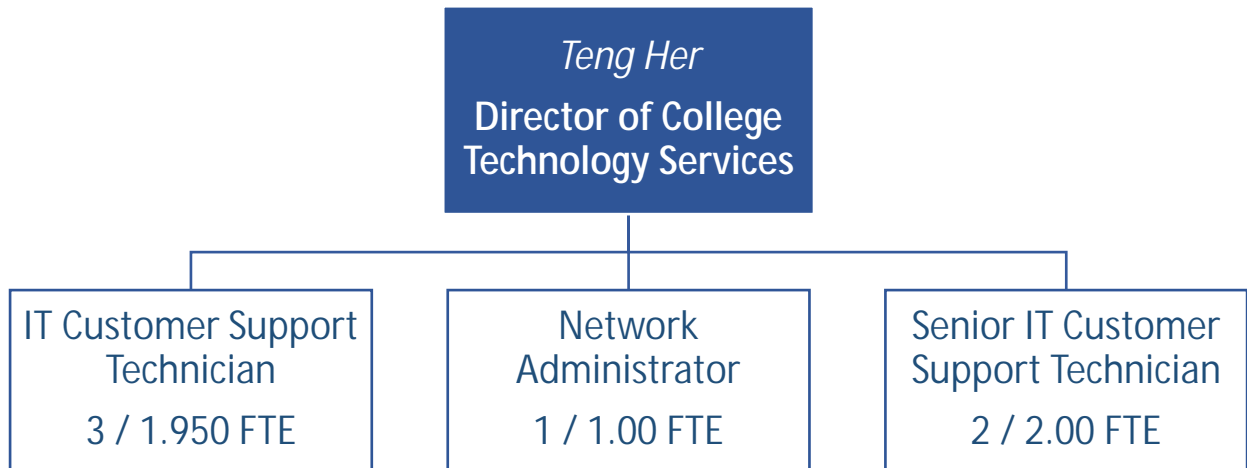 Teng Her
Director of College
Technology Services
IT Customer Support
Technician
3 / 1.950 FTE
Network
Administrator
1 / 1.00 FTE
Senior IT Customer
Support Technician
2 / 2.00 FTE